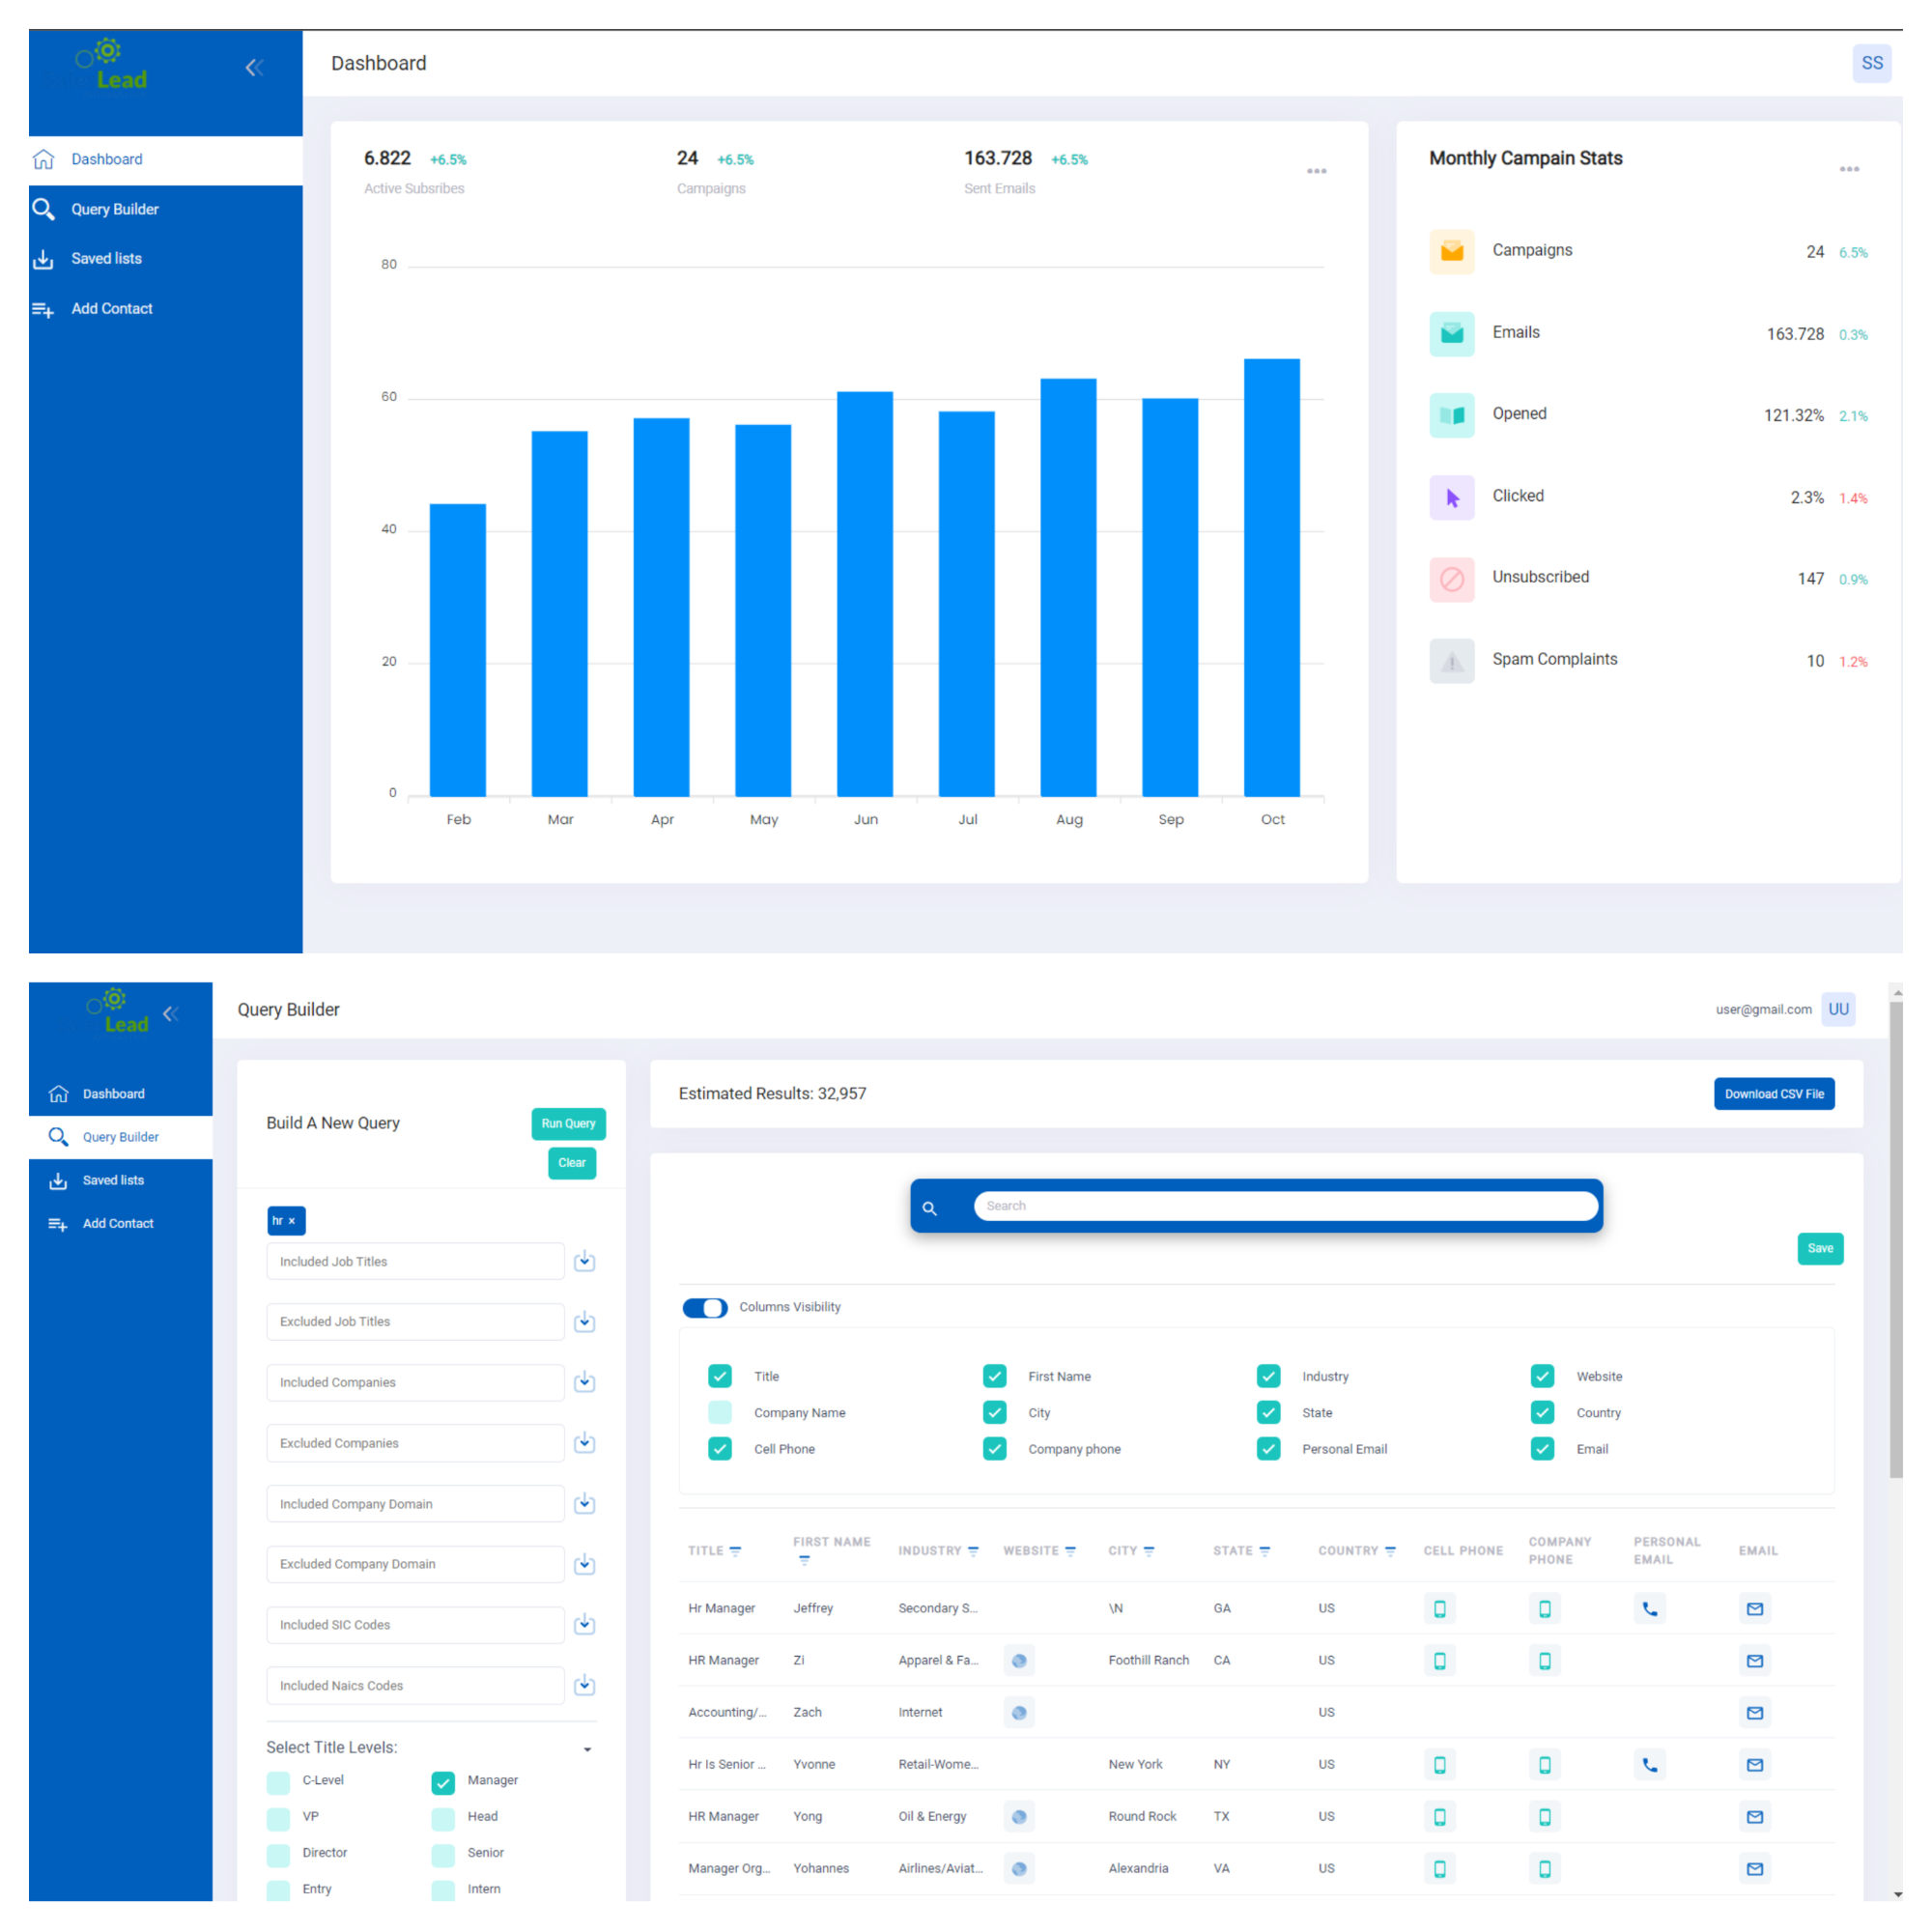 Lead
Dashboard
SS
Dashboard
Query Builder
Saved lists
Add Contact
6.822 +6.5%
Active Subsribes
24 +6.5%
Campaigns
163.728 +6.5%
Sent Emails
80
60
40
20
0
Feb Mar Apr May Jun Jul Aug Sep Oct
Monthly Campain Stats
Campaigns 24 6.5%
Emails 163.728 0.3%
Opened 121.32% 2.1%
Clicked 2.3% 1.4%
Unsubscribed 147 0.9%
Spam Complaints 10 1.2%
Lead
Query Builder
user@gmail.com UU
Dashboard
Query Builder
Saved lists
Add Contact
Build A New Query
Run Query
Clear
hr ×
Included Job Titles
Excluded Job Titles
Included Companies
Excluded Companies
Included Company Domain
Excluded Company Domain
Included SIC Codes
Included Naics Codes
Select Title Levels:
C-Level Manager
VP Head
Director Senior
Entry Intern
Estimated Results: 32,957
Download CSV File
Search
Save
Columns Visibility
Title First Name Industry Website
Company Name City State Country
Cell Phone Company phone Personal Email Email
TITLE FIRST NAME INDUSTRY WEBSITE CITY STATE COUNTRY CELL PHONE COMPANY PHONE PERSONAL EMAIL EMAIL
Hr Manager Jeffrey Secondary S... \N GA US
HR Manager Zi Apparel & Fa... Foothill Ranch CA US
Accounting/... Zach Internet US
Hr Is Senior ... Yvonne Retail-Wome... New York NY US
HR Manager Yong Oil & Energy Round Rock TX US
Manager Org... Yohannes Airlines/Aviat... Alexandria VA US